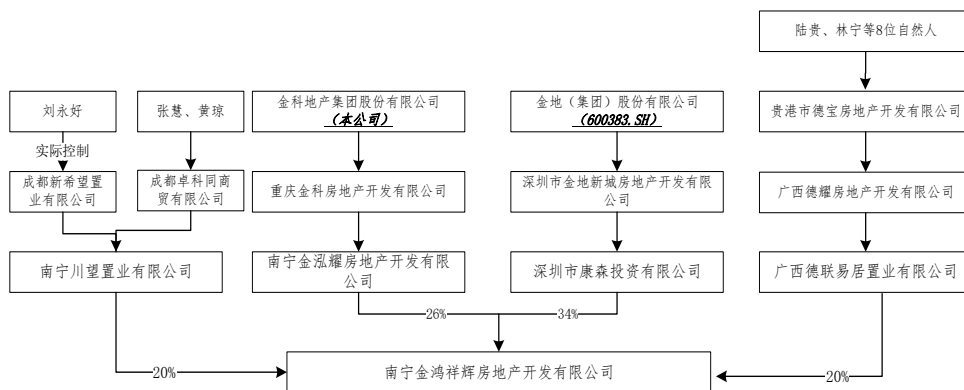 陆贵、林宁等8位自然人
刘永好
张慧、黄琼
金科地产集团股份有限公司
（本公司）
金地（集团）股份有限公司
（600383.SH）
贵港市德宝房地产开发有限公司
实际控制
成都新希望置
业有限公司
成都卓科同商
贸有限公司
重庆金科房地产开发有限公司
深圳市金地新城房地产开发有限
公司
广西德耀房地产开发有限公司
南宁川望置业有限公司
南宁金泓耀房地产开发有限
公司
深圳市康森投资有限公司
广西德联易居置业有限公司
26%
34%
20%
南宁金鸿祥辉房地产开发有限公司
20%